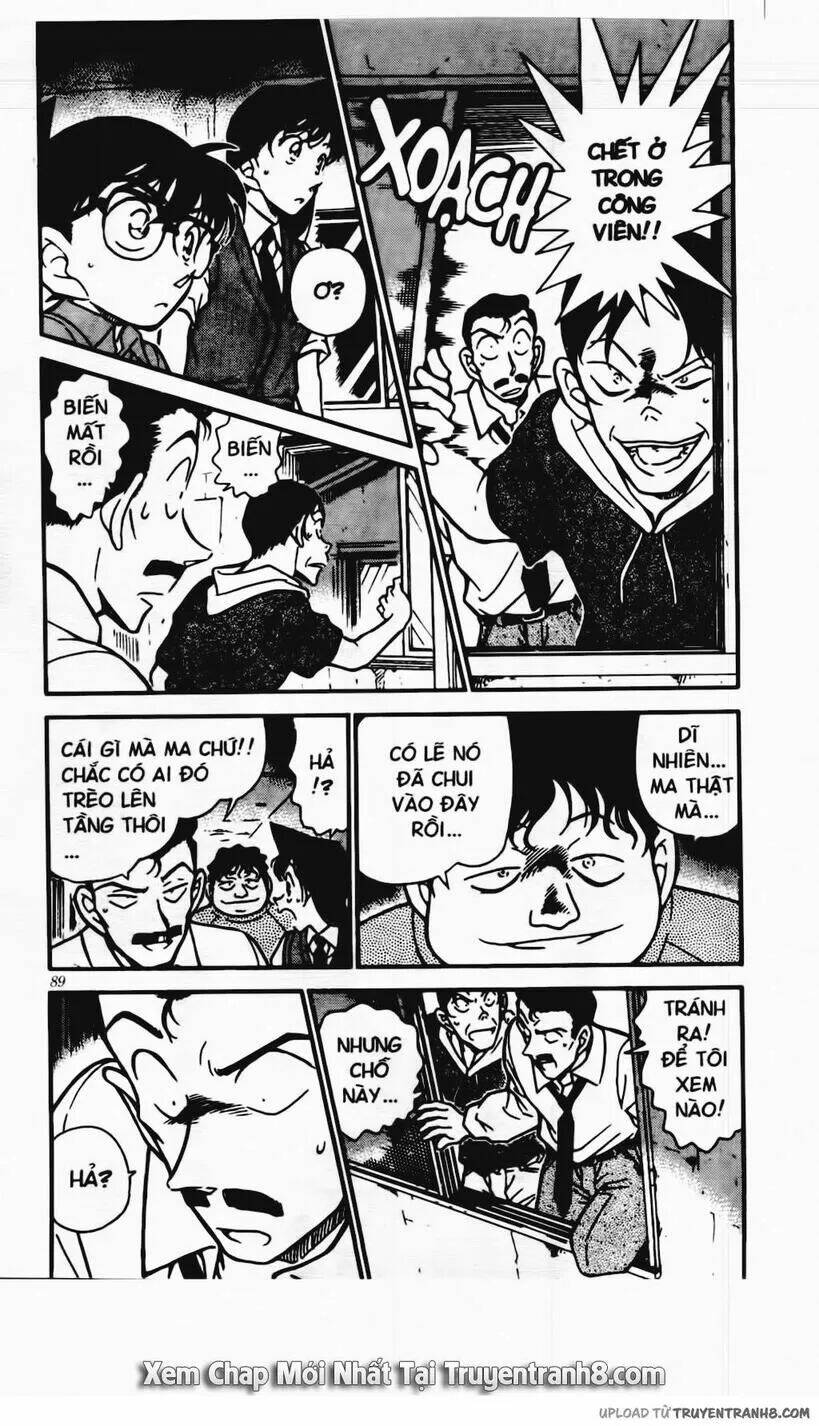 CHẾT Ở
TRONG
CÔNG
VIÊN!!
XOẠCH
Ơ?
BIẾN
...
BIẾN
MẤT
RỒI
...
DĨ
NHIÊN...
MA THẬT
MÀ...
CÓ LẼ NÓ
ĐÃ CHUI
VÀO ĐÂY
RỒI...
HẢ
!?
CÁI GÌ MÀ MA CHỨ!!
CHẮC CÓ AI ĐÓ
TRÈO LÊN
TẦNG THÔI
...
89
TRÁNH
RA!
ĐỂ TÔI
XEM
NÀO!
NHƯNG
CHỖ
NÀY...
HẢ?
Xem Chap Mới Nhất Tại Truyentranh8.com
UPLOAD TỪ TRUYENTRANH8.COM